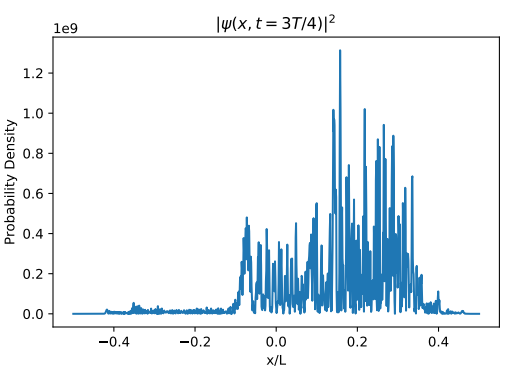 |ψ(x, t = 3T/4)|²
1e9
Probability Density
1.2
1.0
0.8
0.6
0.4
0.2
0.0
−0.4 −0.2 0.0 0.2 0.4
x/L